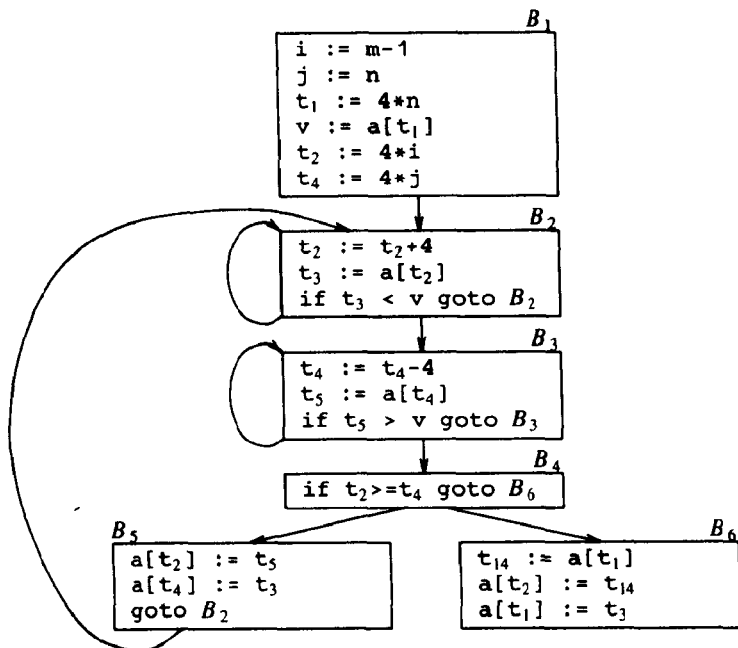 B₁
i := m-1
j := n
t₁ := 4*n
v := a[t₁]
t₂ := 4*i
t₄ := 4*j
B₂
t₂ := t₂+4
t₃ := a[t₂]
if t₃ < v goto B₂
B₃
t₄ := t₄-4
t₅ := a[t₄]
if t₅ > v goto B₃
B₄
if t₂>=t₄ goto B₆
B₅
a[t₂] := t₅
a[t₄] := t₃
goto B₂
B₆
t₁₄ := a[t₁]
a[t₂] := t₁₄
a[t₁] := t₃